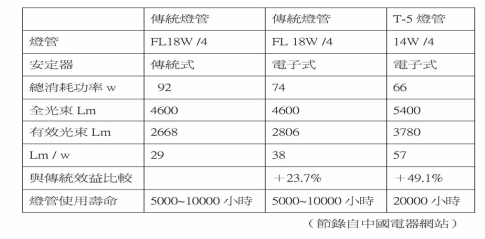 傳統燈管 傳統燈管 T-5 燈管
燈管 FL18W /4 FL 18W /4 14W /4
安定器 傳統式 電子式 電子式
總消耗功率 w 92 74 66
全光束 Lm 4600 4600 5400
有效光束 Lm 2668 2806 3780
Lm / w 29 38 57
與傳統效益比較 +23.7% +49.1%
燈管使用壽命 5000~10000 小時 5000~10000 小時 20000 小時
（節錄自中國電器網站）